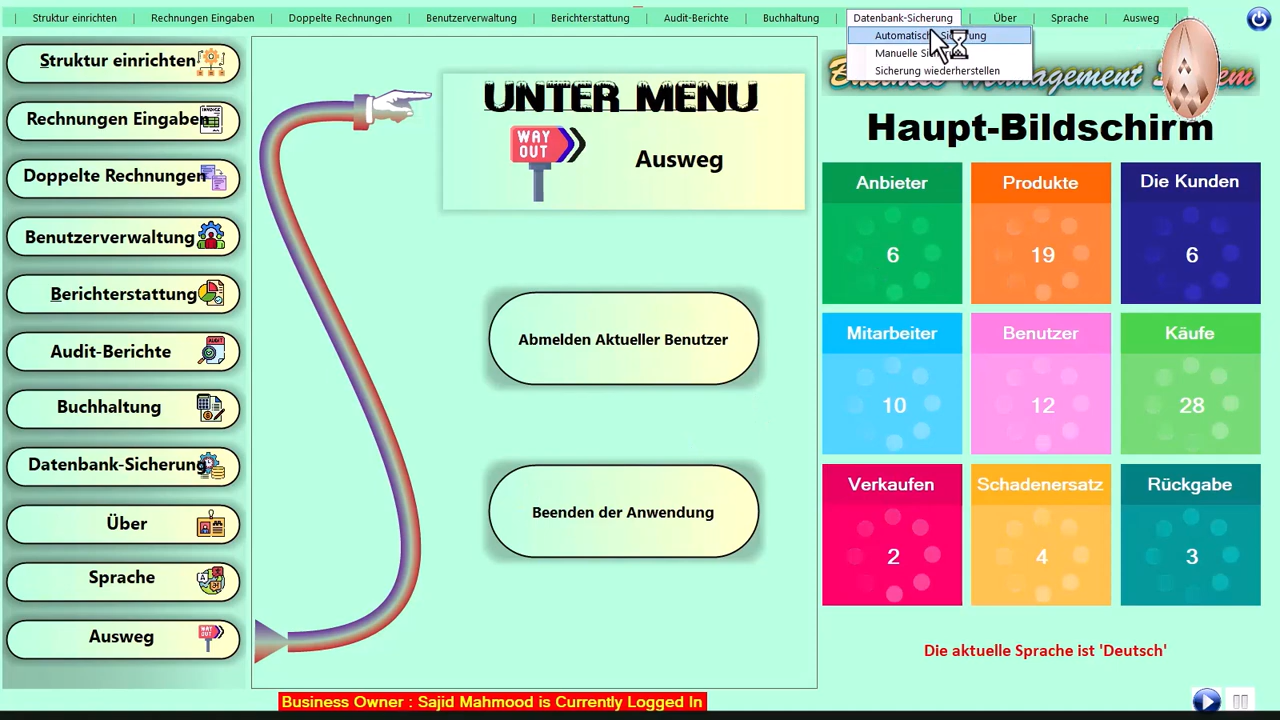 Struktur einrichten | Rechnungen Eingaben | Doppelte Rechnungen | Benutzerverwaltung | Berichterstattung | Audit-Berichte | Buchhaltung | Datenbank-Sicherung | Über | Sprache | Ausweg |
Manuelle
Sicherung wiederherstellen
Struktur einrichten
Rechnungen Eingaben
Doppelte Rechnungen
Benutzerverwaltung
Berichterstattung
Audit-Berichte
Buchhaltung
Datenbank-Sicherung
Über
Sprache
Ausweg
UNTER MENU
WAY
OUT
Ausweg
Abmelden Aktueller Benutzer
Beenden der Anwendung
Business Management System
Haupt-Bildschirm
Anbieter
6
Produkte
19
Die Kunden
6
Mitarbeiter
10
Benutzer
12
Käufe
28
Verkaufen
2
Schadenersatz
4
Rückgabe
3
Die aktuelle Sprache ist 'Deutsch'
Business Owner : Sajid Mahmood is Currently Logged In